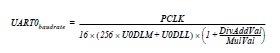 UART0baudrate = PCLK / (16 × (256 × U0DLM + U0DLL) × (1 + DivAddVal / MulVal))